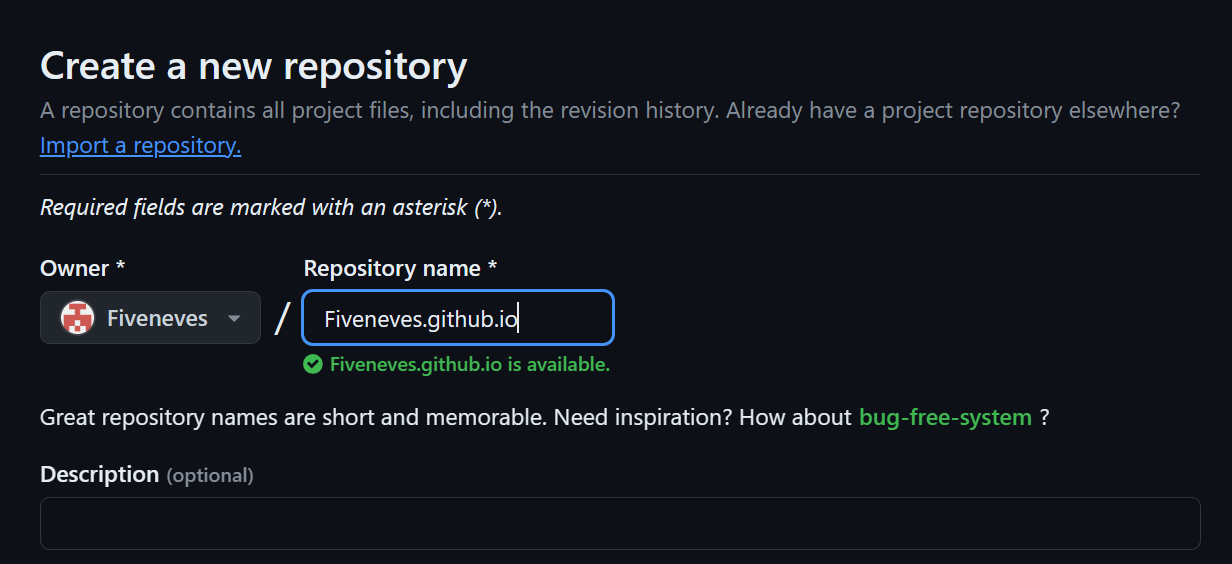 Create a new repository
A repository contains all project files, including the revision history. Already have a project repository elsewhere?
Import a repository.
Required fields are marked with an asterisk (*).
Owner *
Repository name *
Fiveneves
/
Fiveneves.github.io
Fiveneves.github.io is available.
Great repository names are short and memorable. Need inspiration? How about bug-free-system ?
Description (optional)